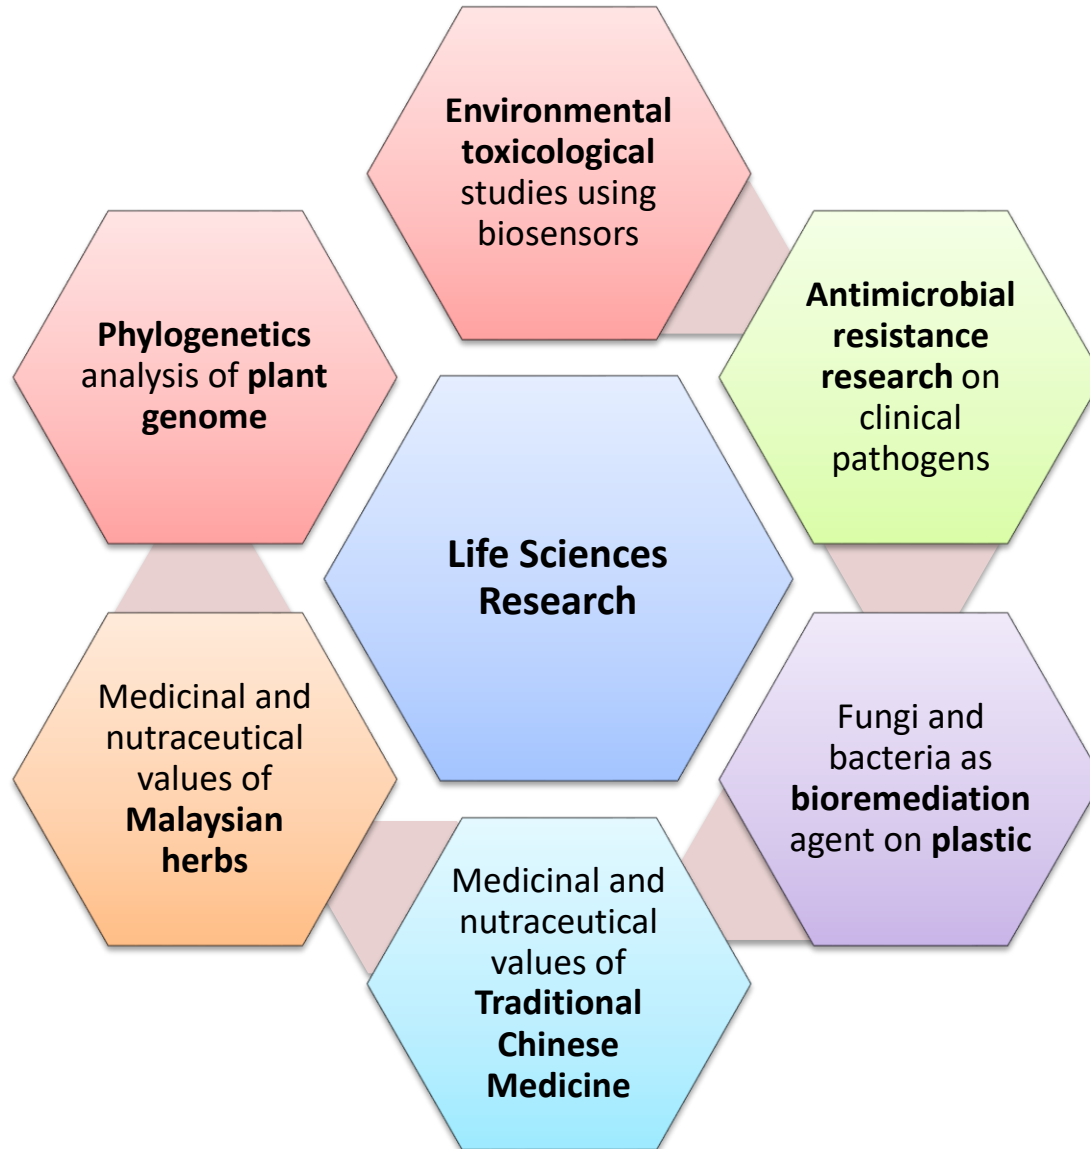 Environmental
toxicological
studies using
biosensors
Antimicrobial
resistance
research on
clinical
pathogens
Fungi and
bacteria as
bioremediation
agent on plastic
Medicinal and
nutraceutical
values of
Traditional
Chinese
Medicine
Medicinal and
nutraceutical
values of
Malaysian
herbs
Phylogenetics
analysis of plant
genome
Life Sciences
Research